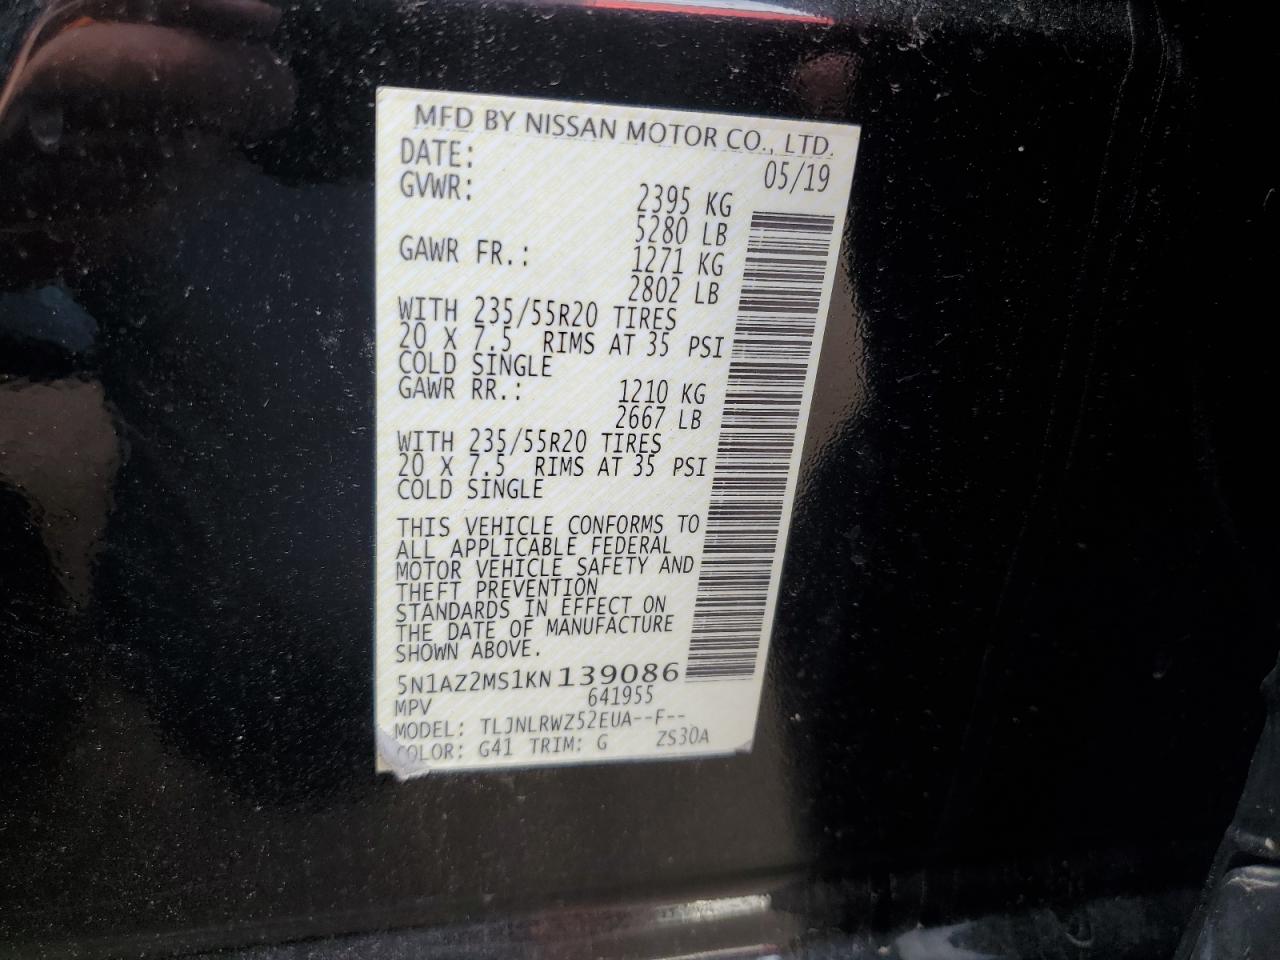 MFD BY NISSAN MOTOR CO., LTD.
DATE: 05/19
GVWR: 2395 KG
5280 LB
GAWR FR.: 1271 KG
2802 LB
WITH 235/55R20 TIRES
20 X 7.5 RIMS AT 35 PSI
COLD SINGLE
GAWR RR.: 1210 KG
2667 LB
WITH 235/55R20 TIRES
20 X 7.5 RIMS AT 35 PSI
COLD SINGLE
THIS VEHICLE CONFORMS TO
ALL APPLICABLE FEDERAL
MOTOR VEHICLE SAFETY AND
THEFT PREVENTION
STANDARDS IN EFFECT ON
THE DATE OF MANUFACTURE
SHOWN ABOVE.
5N1AZ2MS1KN139086
MPV 641955
MODEL: TLJNLRWZ52EUA--F--
COLOR: G41 TRIM: G ZS30A